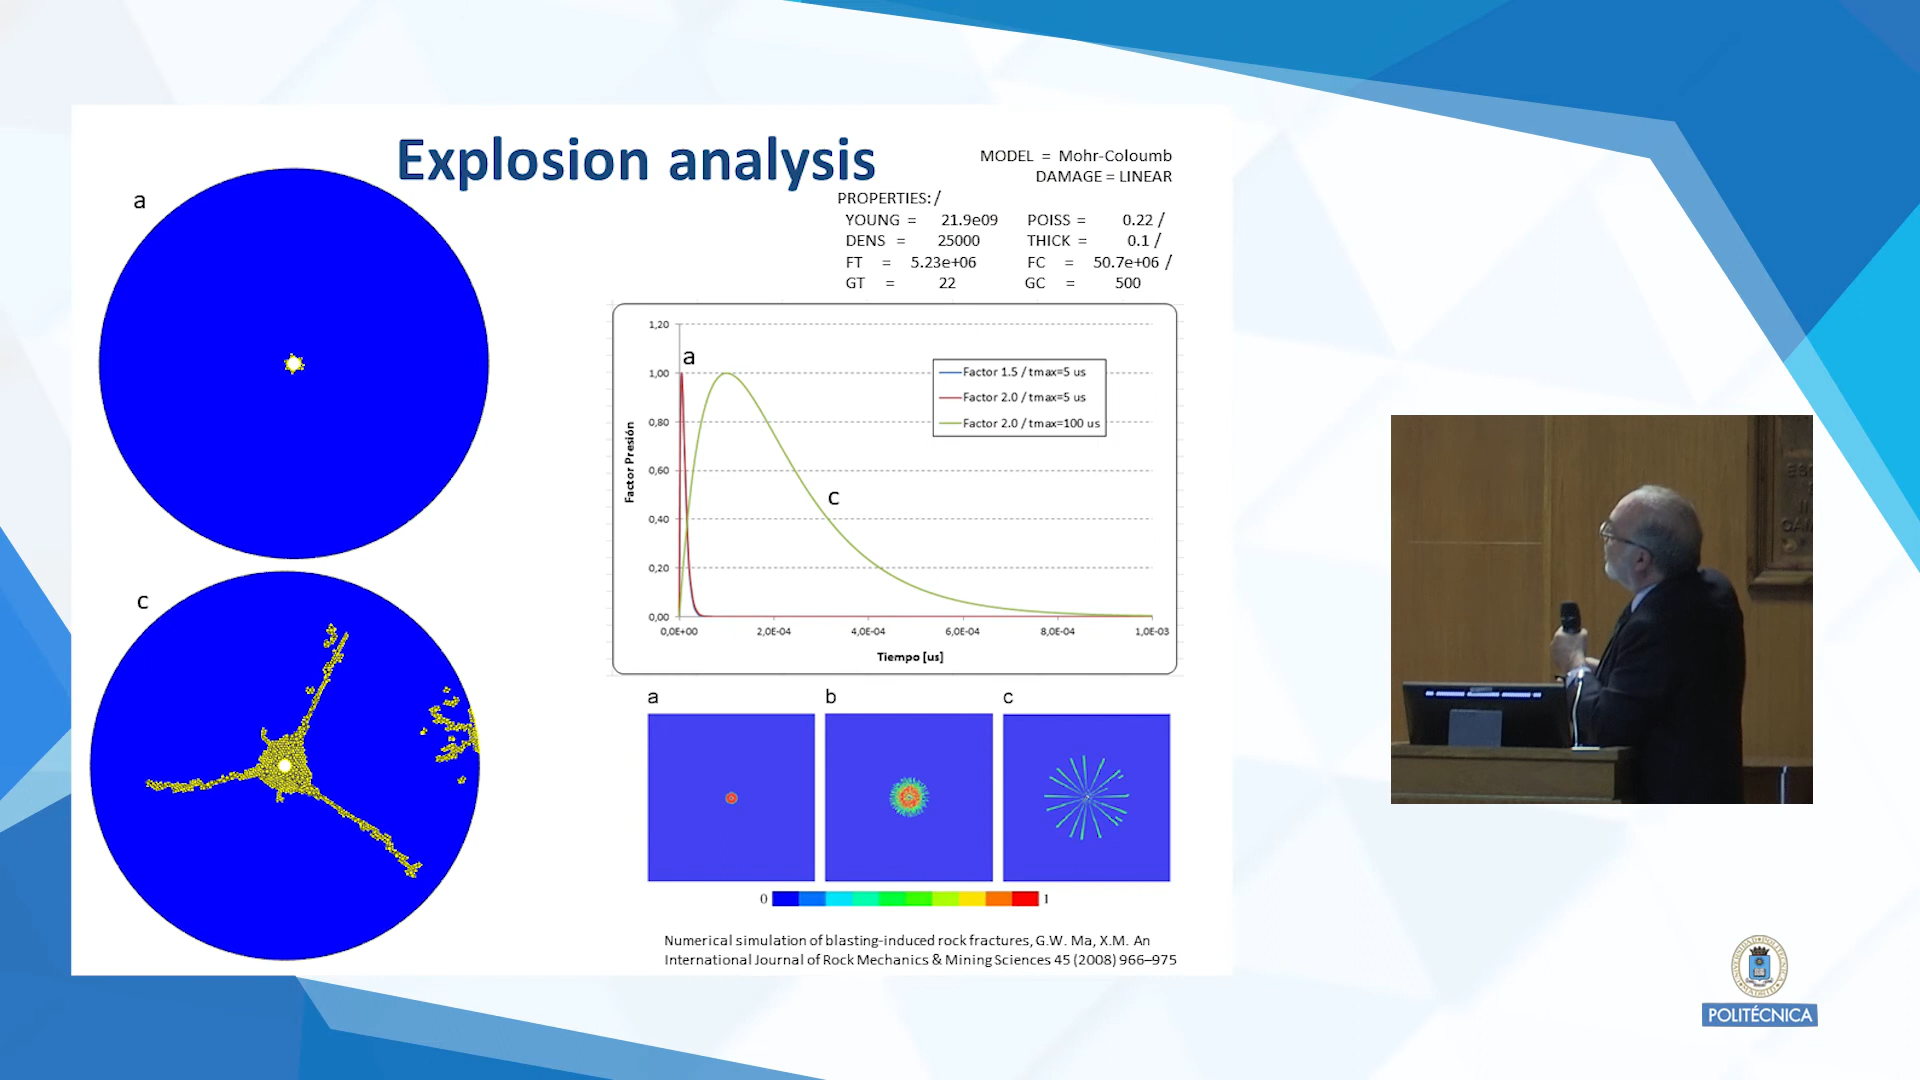 Explosion analysis
MODEL = Mohr-Coloumb
DAMAGE = LINEAR
PROPERTIES: /
YOUNG = 21.9e09 POISS = 0.22 /
DENS = 25000 THICK = 0.1 /
FT = 5.23e+06 FC = 50.7e+06 /
GT = 22 GC = 500
a
c
1,20
1,00
0,80
0,60
0,40
0,20
0,00
Factor Presión
a
c
Factor 1.5 / tmax=5 us
Factor 2.0 / tmax=5 us
Factor 2.0 / tmax=100 us
0,0E+00 2,0E-04 4,0E-04 6,0E-04 8,0E-04 1,0E-03
Tiempo [us]
a b c
0 1
Numerical simulation of blasting-induced rock fractures, G.W. Ma, X.M. An
International Journal of Rock Mechanics & Mining Sciences 45 (2008) 966–975
POLITÉCNICA